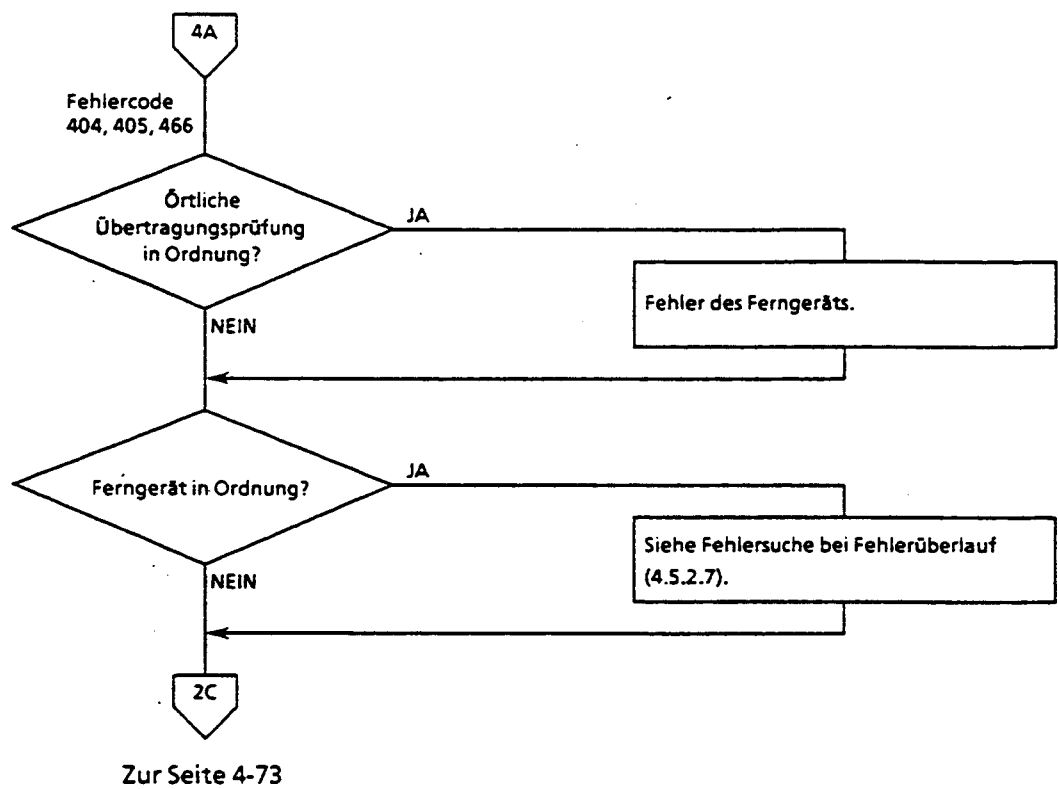 4A
Fehlercode
404, 405, 466
Örtliche
Übertragungsprüfung
in Ordnung?
JA
Fehler des Ferngeräts.
NEIN
Ferngerät in Ordnung?
JA
Siehe Fehlersuche bei Fehlerüberlauf
(4.5.2.7).
NEIN
2C
Zur Seite 4-73